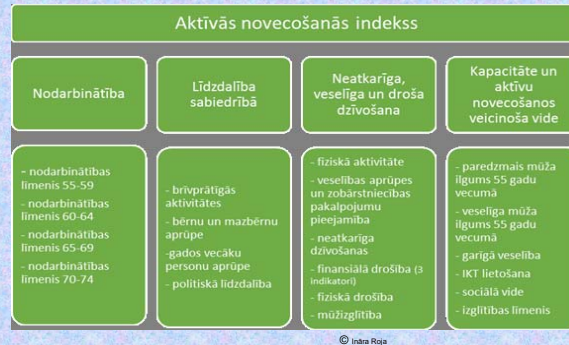 Aktīvās novecošanās indekss
Nodarbinātība
Līdzdalība
sabiedrībā
Neatkarīga,
veselīga un droša
dzīvošana
Kapacitāte un
aktīvu
novecošanos
veicinoša vide
- nodarbinātības
līmenis 55-59
- nodarbinātības
līmenis 60-64
- nodarbinātības
līmenis 65-69
- nodarbinātības
līmenis 70-74
- brīvprātīgās
aktivitātes
- bērnu un mazbērnu
aprūpe
-gados vecāku
personu aprūpe
- politiskā līdzdalība
- fiziskā aktivitāte
- veselības aprūpes
un zobārstniecības
pakalpojumu
pieejamība
- neatkarīga
dzīvošanas
- finansiālā drošība (3
indikatori)
- fiziskā drošība
- mūžizglītība
- paredzmais mūža
ilgums 55 gadu
vecumā
- veselīga mūža
ilgums 55 gadu
vecumā
- garīgā veselība
- IKT lietošana
- sociālā vide
- izglītības līmenis
© Ināra Roja